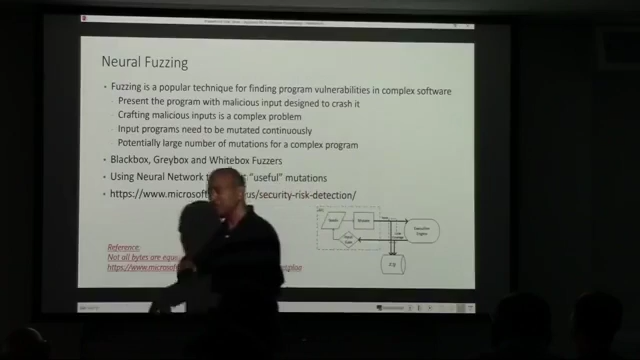 Neural Fuzzing
Fuzzing is a popular technique for finding program vulnerabilities in complex software
Present the program with malicious input designed to crash it
Crafting malicious inputs is a complex problem
Input programs need to be mutated continuously
Potentially large number of mutations for a complex program
Blackbox, Greybox and Whitebox Fuzzers
Using Neural Network "useful" mutations
https://www.microsof us/security-risk-detection/
Reference:
Not all bytes are equ
https://www.micros